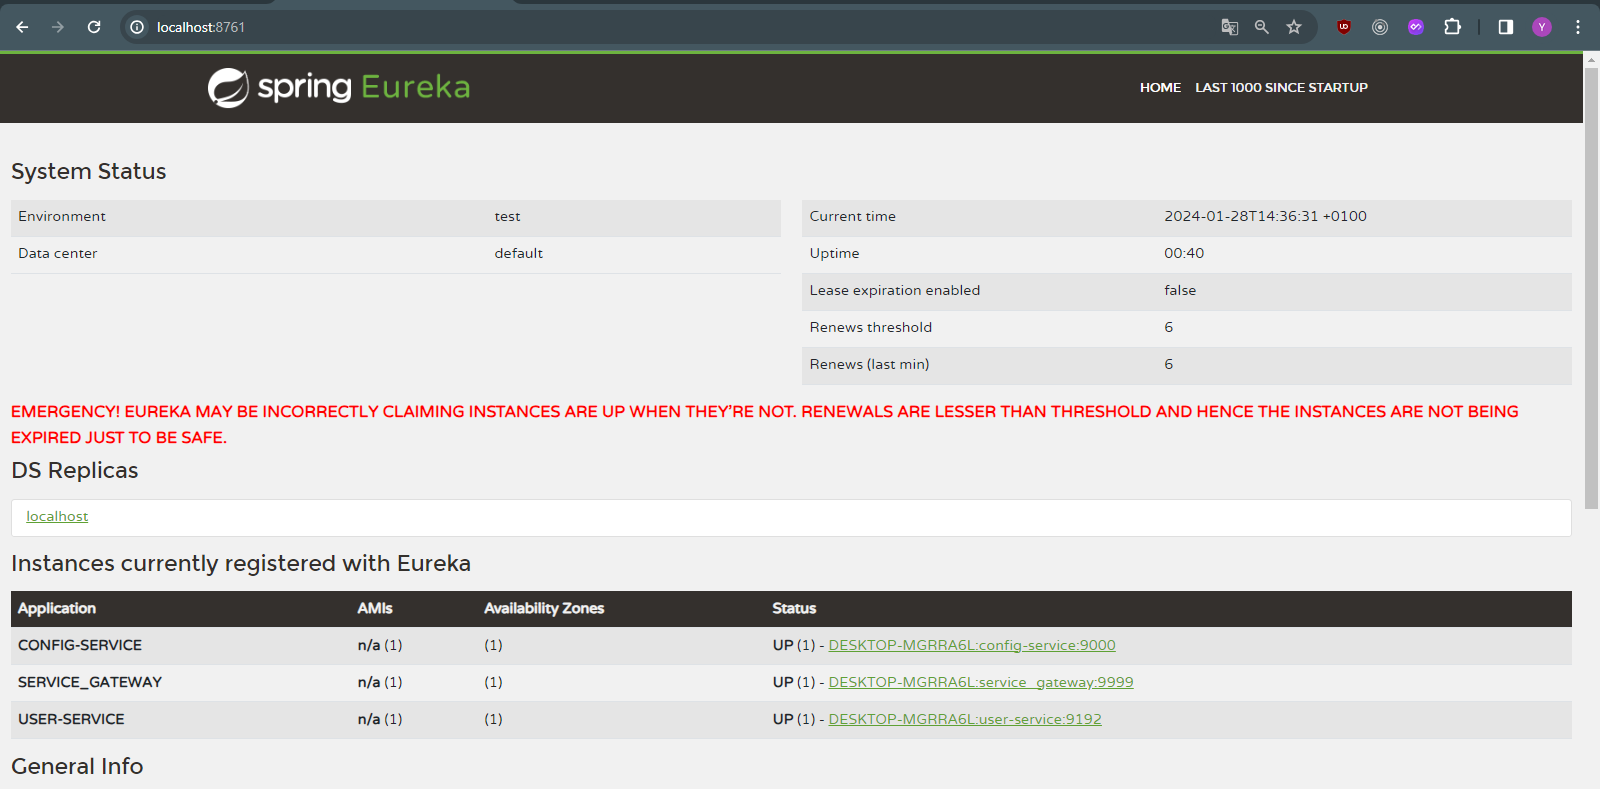 localhost:8761
spring Eureka
HOME LAST 1000 SINCE STARTUP
System Status
Environment test
Data center default
Current time 2024-01-28T14:36:31 +0100
Uptime 00:40
Lease expiration enabled false
Renews threshold 6
Renews (last min) 6
EMERGENCY! EUREKA MAY BE INCORRECTLY CLAIMING INSTANCES ARE UP WHEN THEY'RE NOT. RENEWALS ARE LESSER THAN THRESHOLD AND HENCE THE INSTANCES ARE NOT BEING
EXPIRED JUST TO BE SAFE.
DS Replicas
localhost
Instances currently registered with Eureka
Application AMIs Availability Zones Status
CONFIG-SERVICE n/a (1) (1) UP (1) - DESKTOP-MGRRA6L:config-service:9000
SERVICE_GATEWAY n/a (1) (1) UP (1) - DESKTOP-MGRRA6L:service_gateway:9999
USER-SERVICE n/a (1) (1) UP (1) - DESKTOP-MGRRA6L:user-service:9192
General Info